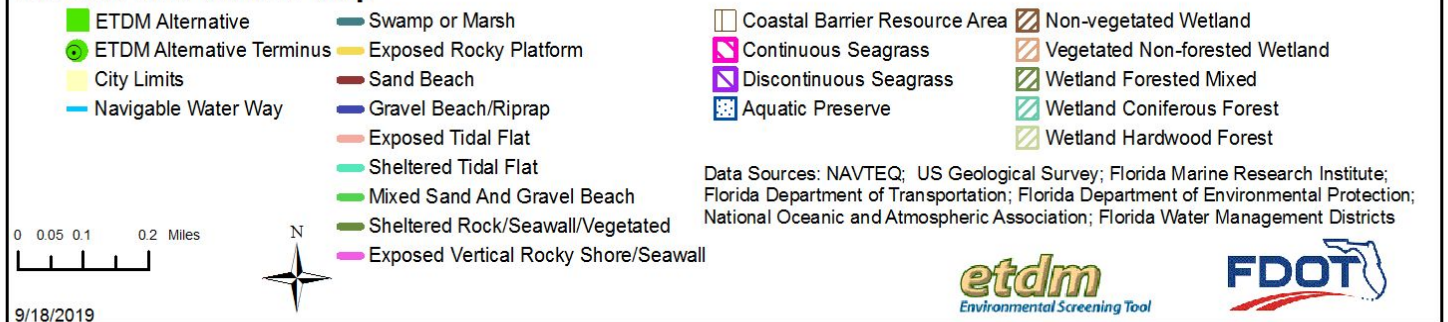 ETDM Alternative
ETDM Alternative Terminus
City Limits
Navigable Water Way
Swamp or Marsh
Exposed Rocky Platform
Sand Beach
Gravel Beach/Riprap
Exposed Tidal Flat
Sheltered Tidal Flat
Mixed Sand And Gravel Beach
Sheltered Rock/Seawall/Vegetated
Exposed Vertical Rocky Shore/Seawall
Coastal Barrier Resource Area
Continuous Seagrass
Discontinuous Seagrass
Aquatic Preserve
Non-vegetated Wetland
Vegetated Non-forested Wetland
Wetland Forested Mixed
Wetland Coniferous Forest
Wetland Hardwood Forest
Data Sources: NAVTEQ; US Geological Survey; Florida Marine Research Institute;
Florida Department of Transportation; Florida Department of Environmental Protection;
National Oceanic and Atmospheric Association; Florida Water Management Districts
0 0.05 0.1 0.2 Miles
N
9/18/2019
etdm
Environmental Screening Tool
FDOT